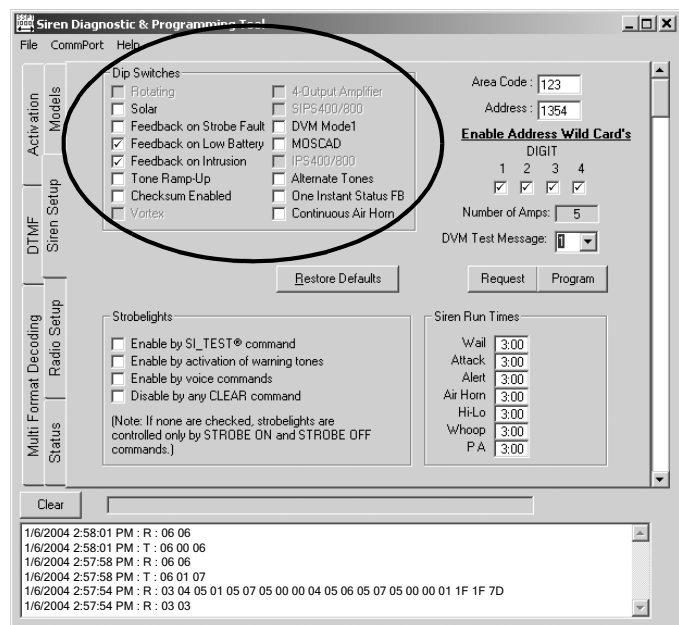 Siren Diagnostic & Programming Tool
File CommPort Help
Activation
Models
DTMF
Siren Setup
Multi Format Decoding
Radio Setup
Status
Dip Switches
Rotating
Solar
Feedback on Strobe Fault
Feedback on Low Battery
Feedback on Intrusion
Tone Ramp-Up
Checksum Enabled
Vortex
4-Output Amplifier
SIPS400/800
DVM Mode1
MOSCAD
IPS400/800
Alternate Tones
One Instant Status FB
Continuous Air Horn
Area Code : 123
Address : 1354
Enable Address Wild Card's
DIGIT
1 2 3 4
Number of Amps: 5
DVM Test Message: 1
Restore Defaults
Request Program
Strobelights
Enable by SI_TEST® command
Enable by activation of warning tones
Enable by voice commands
Disable by any CLEAR command
(Note: If none are checked, strobelights are
controlled only by STROBE ON and STROBE OFF
commands.)
Siren Run Times
Wail 3:00
Attack 3:00
Alert 3:00
Air Horn 3:00
Hi-Lo 3:00
Whoop 3:00
P A 3:00
Clear
1/6/2004 2:58:01 PM : R : 06 06
1/6/2004 2:58:01 PM : T : 06 00 06
1/6/2004 2:57:58 PM : R : 06 06
1/6/2004 2:57:58 PM : T : 06 01 07
1/6/2004 2:57:54 PM : R : 03 04 05 01 05 07 05 00 00 04 05 06 05 07 05 00 00 01 1F 1F 7D
1/6/2004 2:57:54 PM : R : 03 03